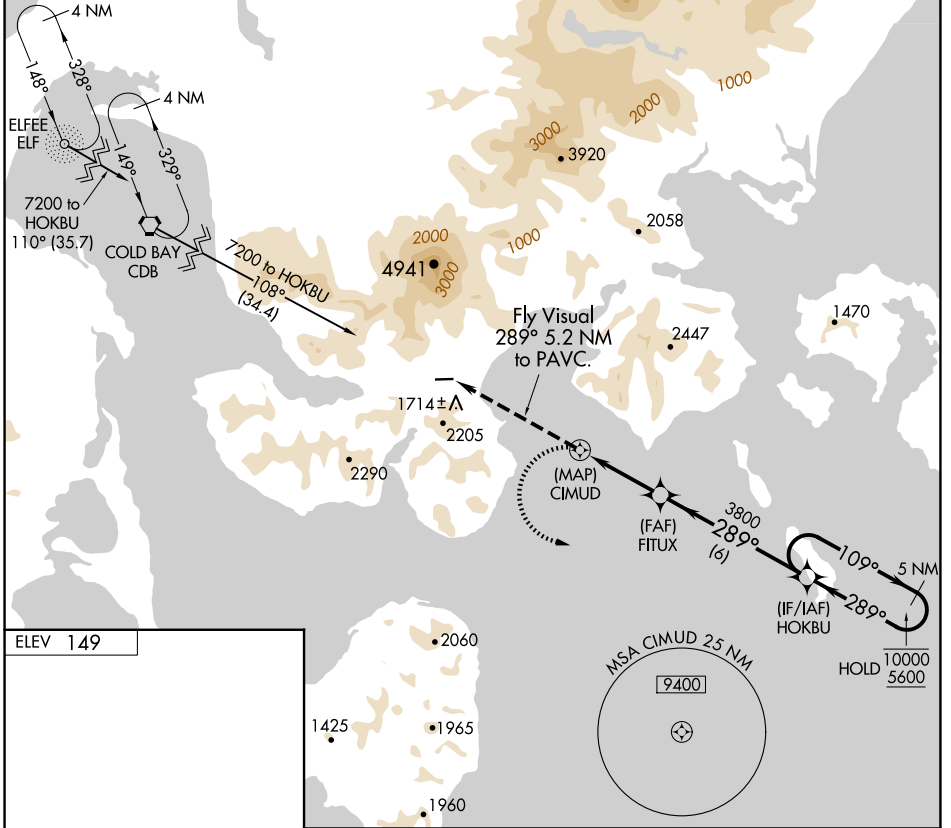 4 NM
148°
328°
4 NM
ELFEE
ELF
149°
329°
7200 to
HOKBU
110° (35.7)
COLD BAY
CDB
7200 to HOKBU
108°
(34.4)
1000
2000
3000
3920
2058
2000
1000
4941
3000
Fly Visual
289° 5.2 NM
to PAVC.
2447
1470
1714±
2205
2290
(MAP)
CIMUD
(FAF)
FITUX
3800
289°
(6)
109°
5 NM
289°
(IF/IAF)
HOKBU
HOLD
10000
5600
ELEV 149
2060
1425
1965
1960
MSA CIMUD 25 NM
9400